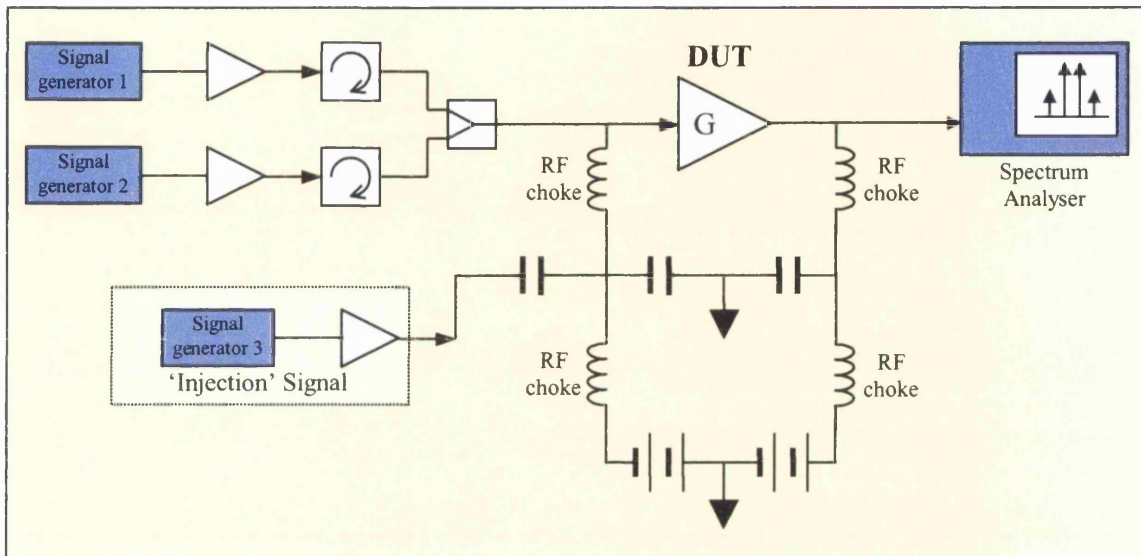 Signal
generator 1
Signal
generator 2
DUT
G
Spectrum
Analyser
RF
choke
RF
choke
Signal
generator 3
'Injection' Signal
RF
choke
RF
choke